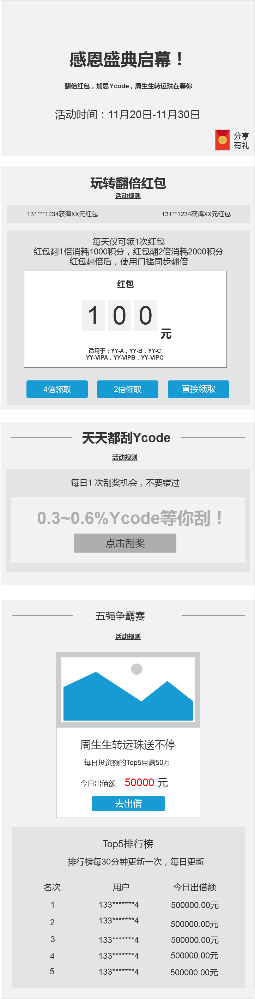 感恩盛典启幕！
翻倍红包，加息Ycode，周生生转运珠在等你
活动时间：11月20日-11月30日
分享
有礼
玩转翻倍红包
活动规则
131***1234获得XX元红包 131**1234获得XX元红包
每天仅可领1次红包
红包翻1倍消耗1000积分，红包翻2倍消耗2000积分
红包翻倍后，使用门槛同步翻倍
红包
1 0 0 元
适用于：YY-A，YY-B，YY-C
YY-VIPA，YY-VIPB，YY-VIPC
4倍领取 2倍领取 直接领取
天天都刮Ycode
活动规则
每日1 次刮奖机会，不要错过
0.3~0.6%Ycode等你刮！
点击刮奖
五强争霸赛
活动规则
周生生转运珠送不停
每日投资额的Top5且满50万
今日出借额 50000 元
去出借
Top5排行榜
排行榜每30分钟更新一次，每日更新
名次 用户 今日出借额
1 133*******4 500000.00元
2 133*******4 500000.00元
3 133*******4 500000.00元
4 133*******4 500000.00元
5 133*******4 500000.00元